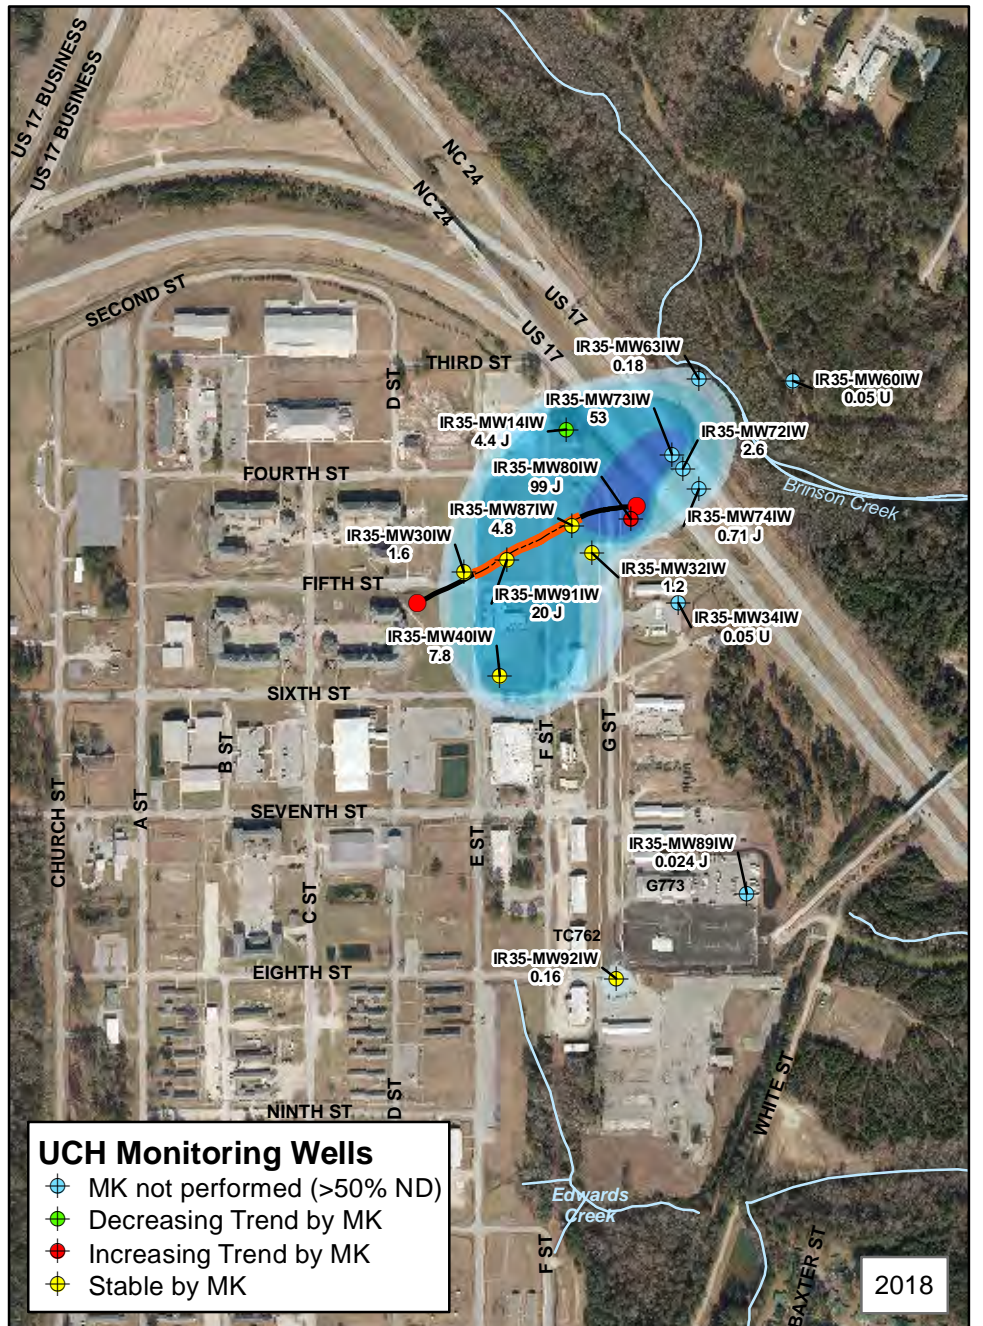 US 17 BUSINESS
US 17 BUSINESS
NC 24
NC 24
SECOND ST
US 17
US 17
THIRD ST
D ST
IR35-MW63IW
0.18
IR35-MW60IW
0.05 U
IR35-MW73IW
53
IR35-MW14IW
4.4 J
IR35-MW72IW
2.6
FOURTH ST
IR35-MW80IW
99 J
Brinson Creek
IR35-MW87IW
4.8
IR35-MW74IW
0.71 J
IR35-MW30IW
1.6
FIFTH ST
IR35-MW32IW
1.2
IR35-MW91IW
20 J
IR35-MW34IW
0.05 U
IR35-MW40IW
7.8
SIXTH ST
B ST
F ST
G ST
CHURCH ST
A ST
SEVENTH ST
E ST
IR35-MW89IW
0.024 J
G773
C ST
TC762
IR35-MW92IW
0.16
EIGHTH ST
D ST
NINTH ST
WHITE ST
Edwards
Creek
F ST
BAXTER ST
UCH Monitoring Wells
MK not performed (>50% ND)
Decreasing Trend by MK
Increasing Trend by MK
Stable by MK
2018